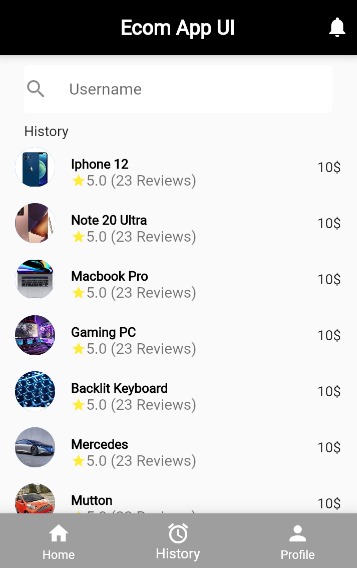 Ecom App UI
Username
History
Iphone 12
5.0 (23 Reviews)
10$
Note 20 Ultra
5.0 (23 Reviews)
10$
Macbook Pro
5.0 (23 Reviews)
10$
Gaming PC
5.0 (23 Reviews)
10$
Backlit Keyboard
5.0 (23 Reviews)
10$
Mercedes
5.0 (23 Reviews)
10$
Mutton
10$
Home
History
Profile